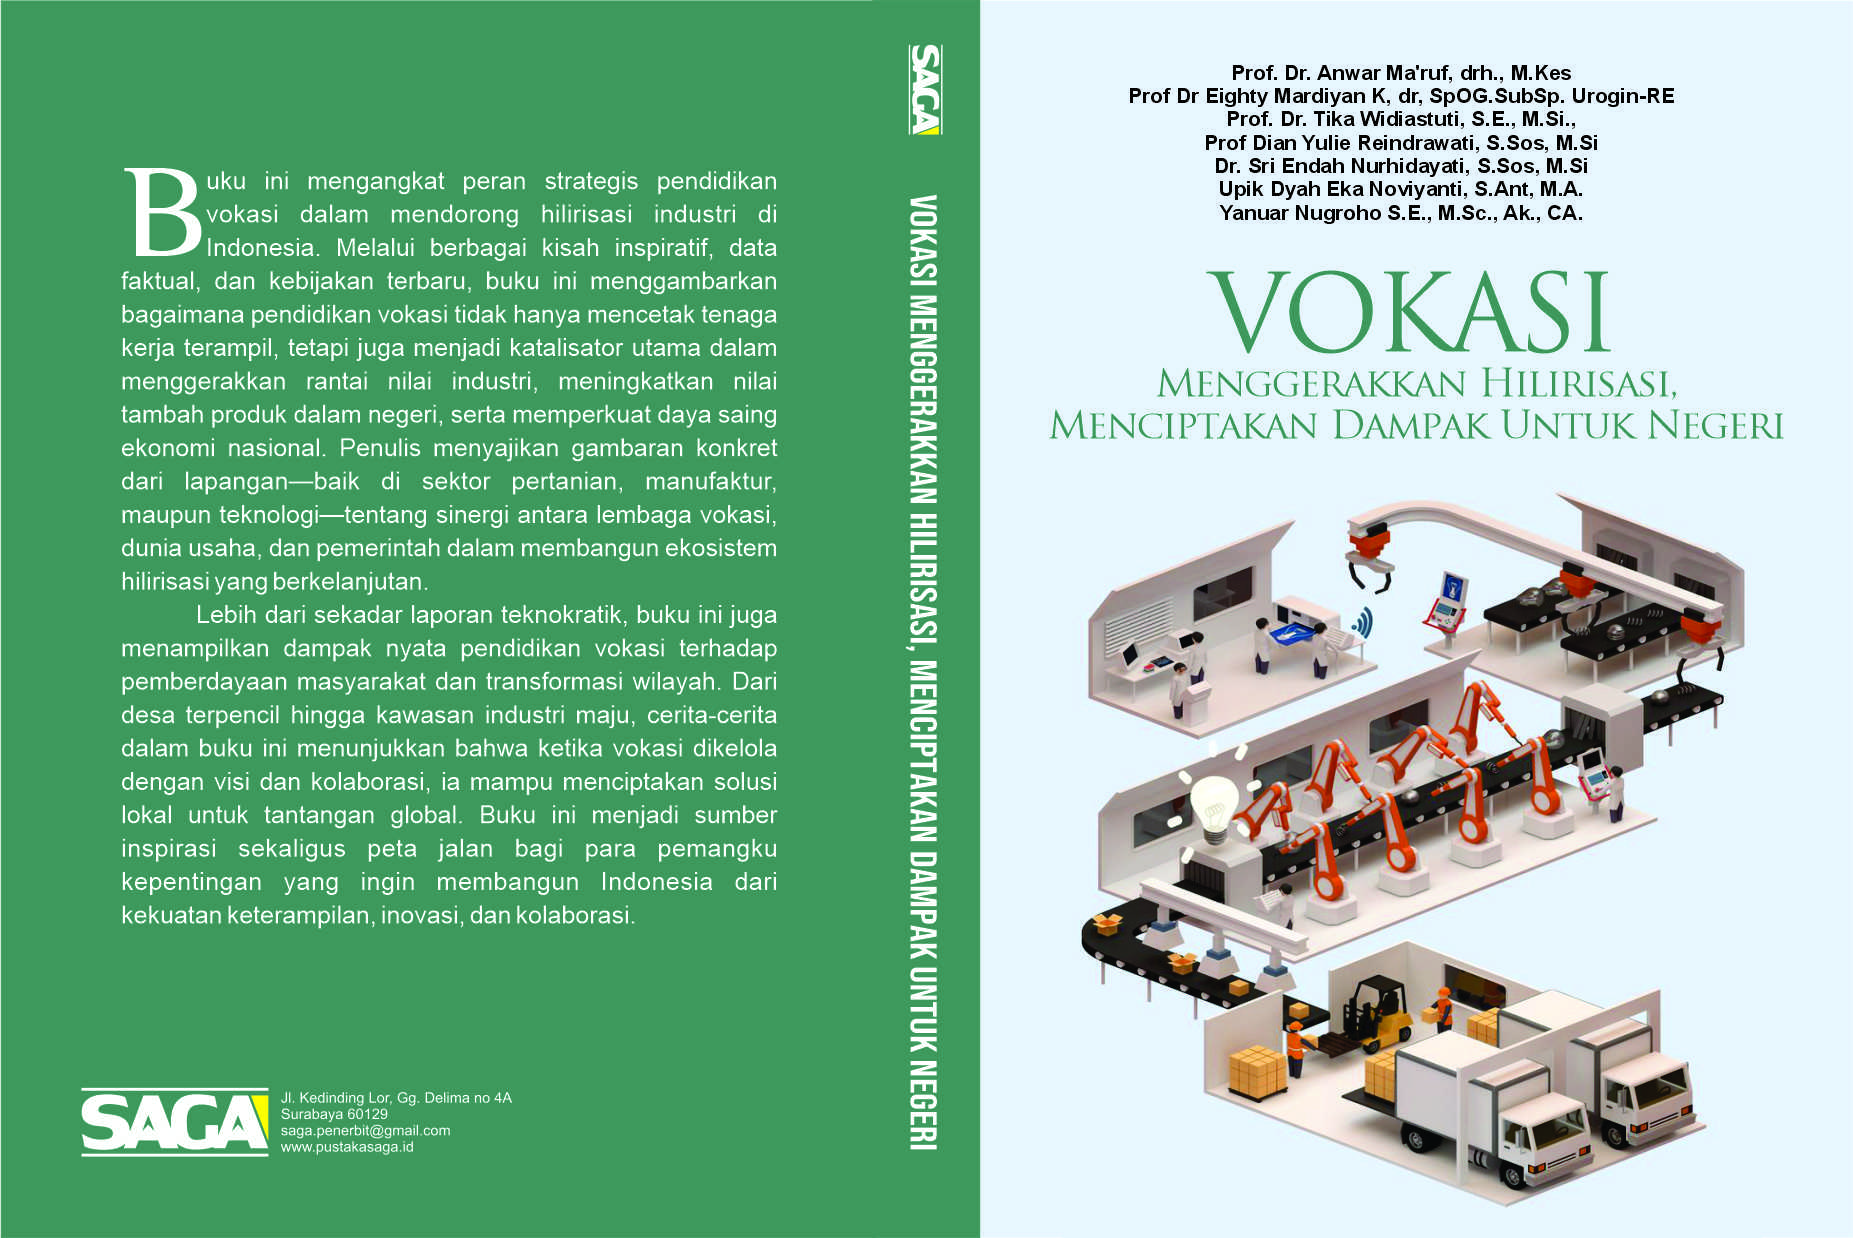 Buku ini mengangkat peran strategis pendidikan
vokasi dalam mendorong hilirisasi industri di
Indonesia. Melalui berbagai kisah inspiratif, data
faktual, dan kebijakan terbaru, buku ini menggambarkan
bagaimana pendidikan vokasi tidak hanya mencetak tenaga
kerja terampil, tetapi juga menjadi katalisator utama dalam
menggerakkan rantai nilai industri, meningkatkan nilai
tambah produk dalam negeri, serta memperkuat daya saing
ekonomi nasional. Penulis menyajikan gambaran konkret
dari lapangan—baik di sektor pertanian, manufaktur,
maupun teknologi—tentang sinergi antara lembaga vokasi,
dunia usaha, dan pemerintah dalam membangun ekosistem
hilirisasi yang berkelanjutan.
Lebih dari sekadar laporan teknokratik, buku ini juga
menampilkan dampak nyata pendidikan vokasi terhadap
pemberdayaan masyarakat dan transformasi wilayah. Dari
desa terpencil hingga kawasan industri maju, cerita-cerita
dalam buku ini menunjukkan bahwa ketika vokasi dikelola
dengan visi dan kolaborasi, ia mampu menciptakan solusi
lokal untuk tantangan global. Buku ini menjadi sumber
inspirasi sekaligus peta jalan bagi para pemangku
kepentingan yang ingin membangun Indonesia dari
kekuatan keterampilan, inovasi, dan kolaborasi.
SAGA
Jl. Kedinding Lor, Gg. Delima no 4A
Surabaya 60129
saga.penerbit@gmail.com
www.pustakasaga.id
SAGA
VOKASI MENGGERAKKAN HILIRISASI, MENCIPTAKAN DAMPAK UNTUK NEGERI
Prof. Dr. Anwar Ma'ruf, drh., M.Kes
Prof Dr Eighty Mardiyan K, dr, SpOG.SubSp. Urogin-RE
Prof. Dr. Tika Widiastuti, S.E., M.Si.,
Prof Dian Yulie Reindrawati, S.Sos, M.Si
Dr. Sri Endah Nurhidayati, S.Sos, M.Si
Upik Dyah Eka Noviyanti, S.Ant, M.A.
Yanuar Nugroho S.E., M.Sc., Ak., CA.
VOKASI
MENGGERAKKAN HILIRISASI,
MENCIPTAKAN DAMPAK UNTUK NEGERI